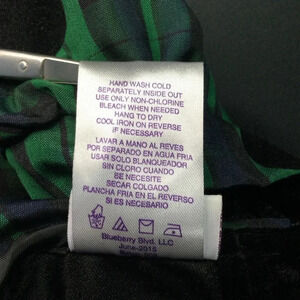 HAND WASH COLD
SEPARATELY INSIDE OUT
USE ONLY NON-CHLORINE
BLEACH WHEN NEEDED
HANG TO DRY
COOL IRON ON REVERSE
IF NECESSARY
LAVAR A MANO AL REVES
POR SEPARADO EN AGUA FRIA
USAR SOLO BLANQUEADOR
SIN CLORO CUANDO
SE NECESITE
SECAR COLGADO
PLANCHA FRIA EN EL REVERSO
SI ES NECESARIO
Blueberry Blvd. LLC
June-2015